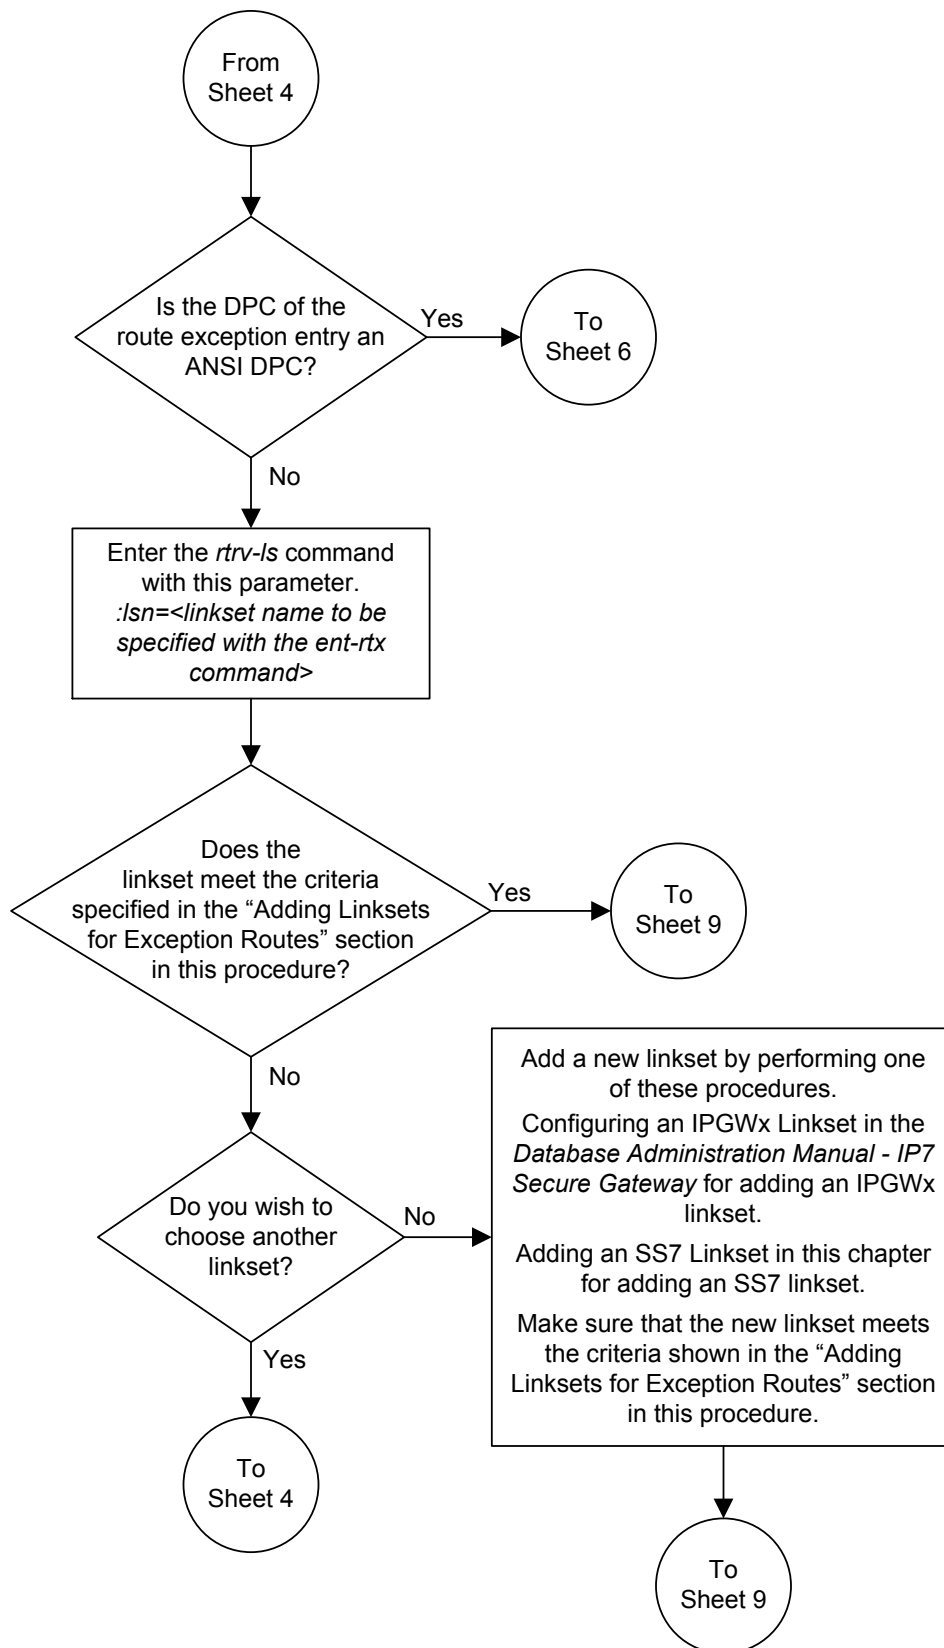 From
Sheet 4
Is the DPC of the
route exception entry an
ANSI DPC?
Yes
To
Sheet 6
No
Enter the rtrv-ls command
with this parameter.
:lsn=<linkset name to be
specified with the ent-rtx
command>
Does the
linkset meet the criteria
specified in the “Adding Linksets
for Exception Routes” section
in this procedure?
Yes
To
Sheet 9
No
Do you wish to
choose another
linkset?
No
Add a new linkset by performing one
of these procedures.
Configuring an IPGWx Linkset in the
Database Administration Manual - IP7
Secure Gateway for adding an IPGWx
linkset.
Adding an SS7 Linkset in this chapter
for adding an SS7 linkset.
Make sure that the new linkset meets
the criteria shown in the “Adding
Linksets for Exception Routes” section
in this procedure.
Yes
To
Sheet 4
To
Sheet 9